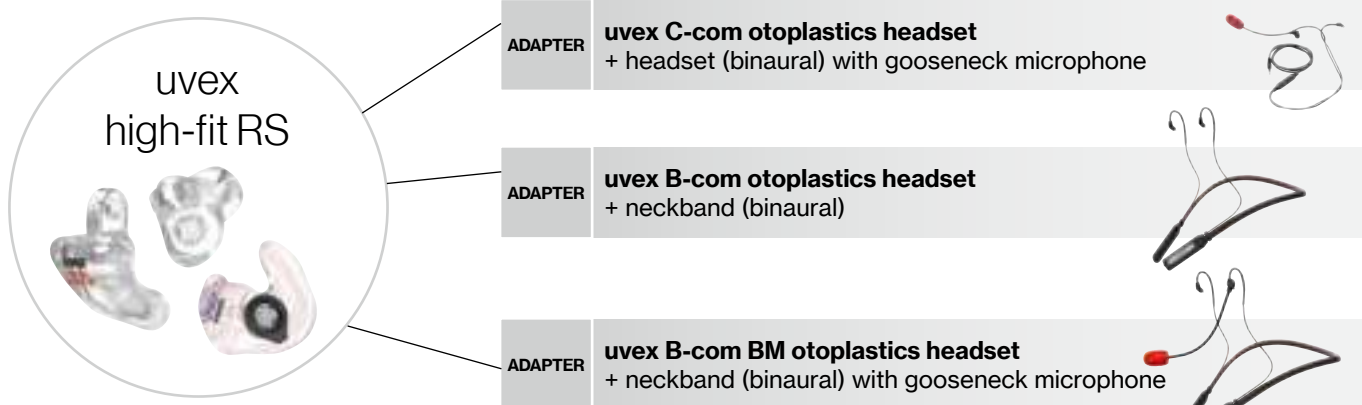 uvex
high-fit RS
ADAPTER
uvex C-com otoplastics headset
+ headset (binaural) with gooseneck microphone
ADAPTER
uvex B-com otoplastics headset
+ neckband (binaural)
ADAPTER
uvex B-com BM otoplastics headset
+ neckband (binaural) with gooseneck microphone